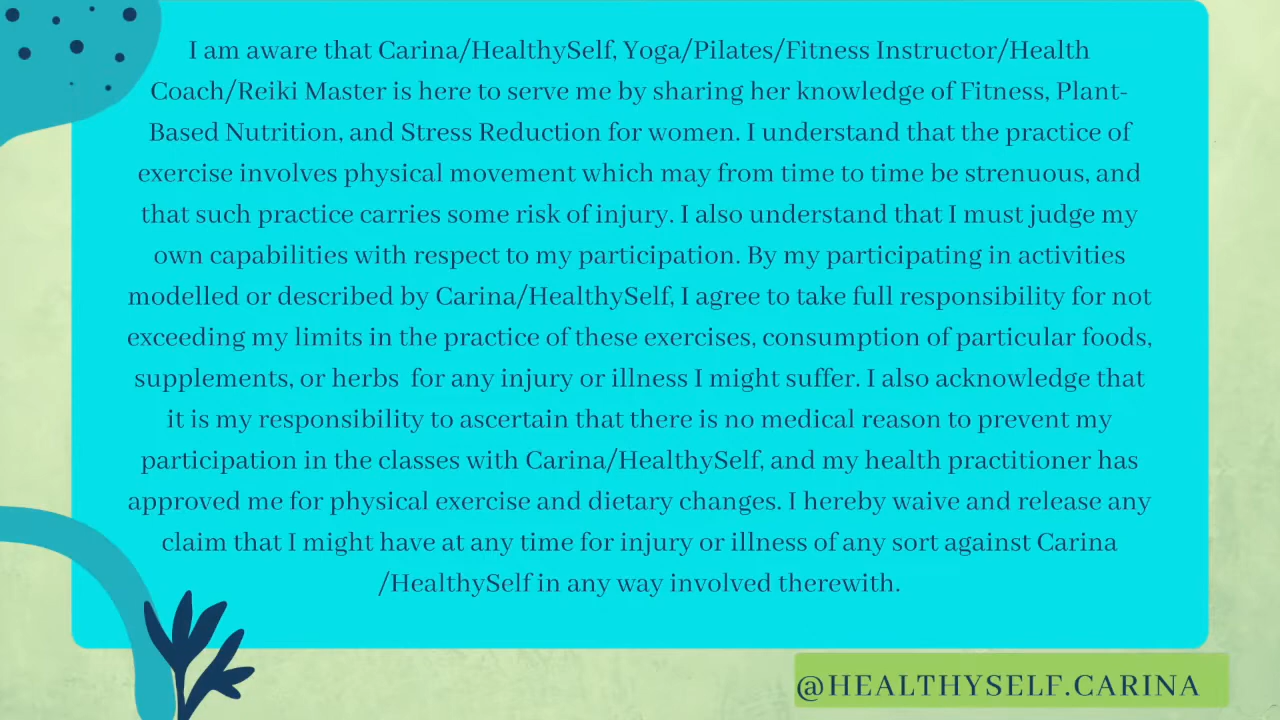 I am aware that Carina/HealthySelf, Yoga/Pilates/Fitness Instructor/Health
Coach/Reiki Master is here to serve me by sharing her knowledge of Fitness, Plant-
Based Nutrition, and Stress Reduction for women. I understand that the practice of
exercise involves physical movement which may from time to time be strenuous, and
that such practice carries some risk of injury. I also understand that I must judge my
own capabilities with respect to my participation. By my participating in activities
modelled or described by Carina/HealthySelf, I agree to take full responsibility for not
exceeding my limits in the practice of these exercises, consumption of particular foods,
supplements, or herbs  for any injury or illness I might suffer. I also acknowledge that
it is my responsibility to ascertain that there is no medical reason to prevent my
participation in the classes with Carina/HealthySelf, and my health practitioner has
approved me for physical exercise and dietary changes. I hereby waive and release any
claim that I might have at any time for injury or illness of any sort against Carina
/HealthySelf in any way involved therewith.
@HEALTHYSELF.CARINA